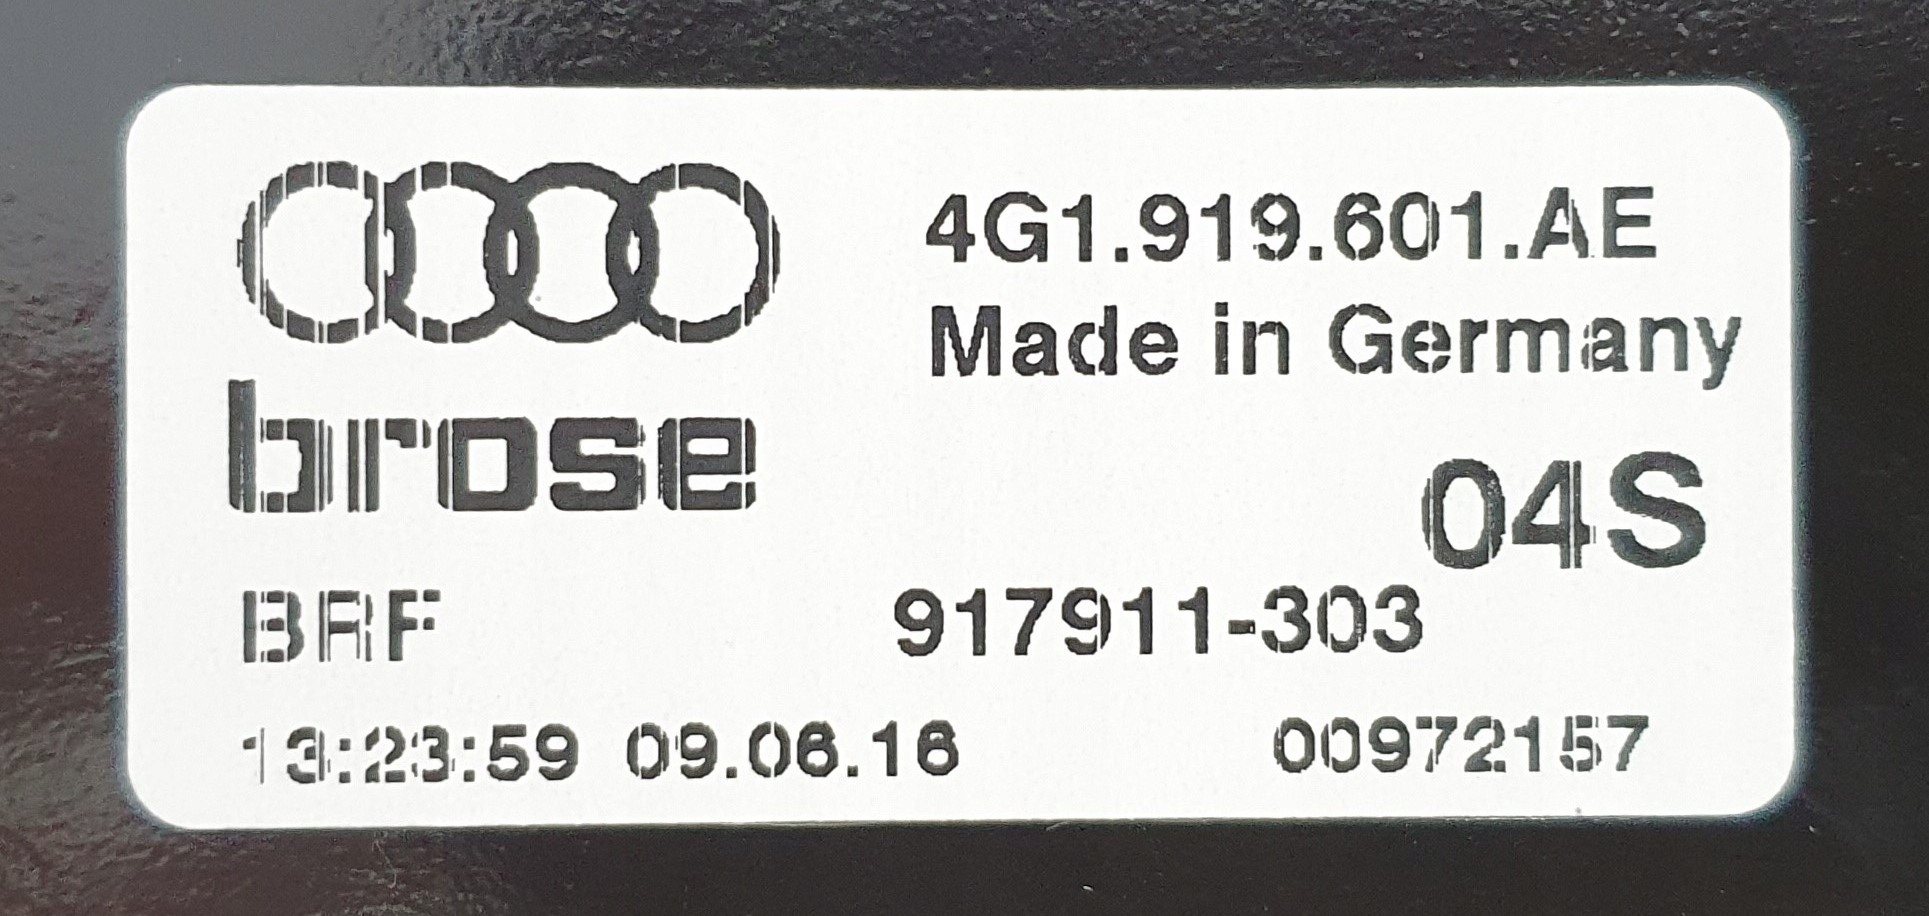 4G1.919.601.AE
Made in Germany
brose
04S
BRF 917911-303
13:23:59 09.06.16 00972157